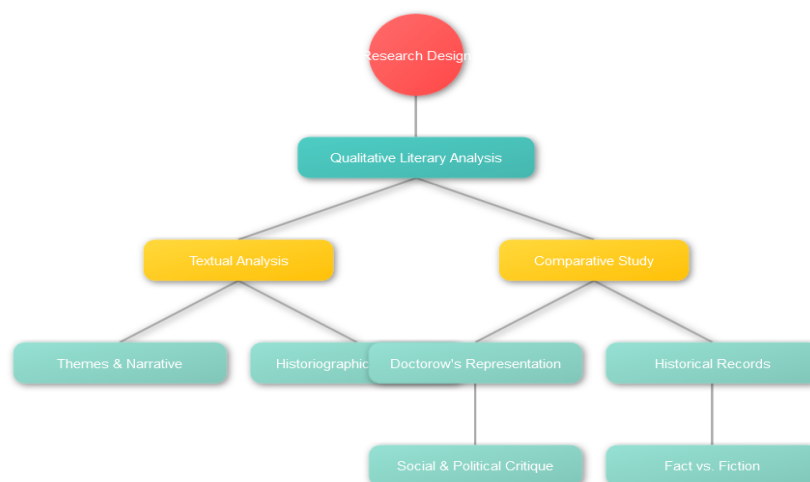 Research Design
Qualitative Literary Analysis
Textual Analysis
Comparative Study
Themes & Narrative
Historiographic
Doctorow's Representation
Historical Records
Social & Political Critique
Fact vs. Fiction